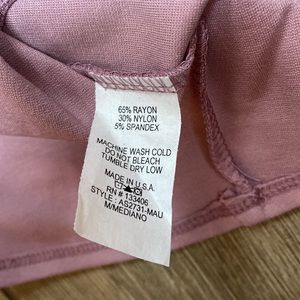 65% RAYON
30% NYLON
5% SPANDEX
MACHINE WASH COLD
DO NOT BLEACH
TUMBLE DRY LOW
MADE IN U.S.A.
RN # 133406
STYLE : AS2731-MAU
M/MEDIANO